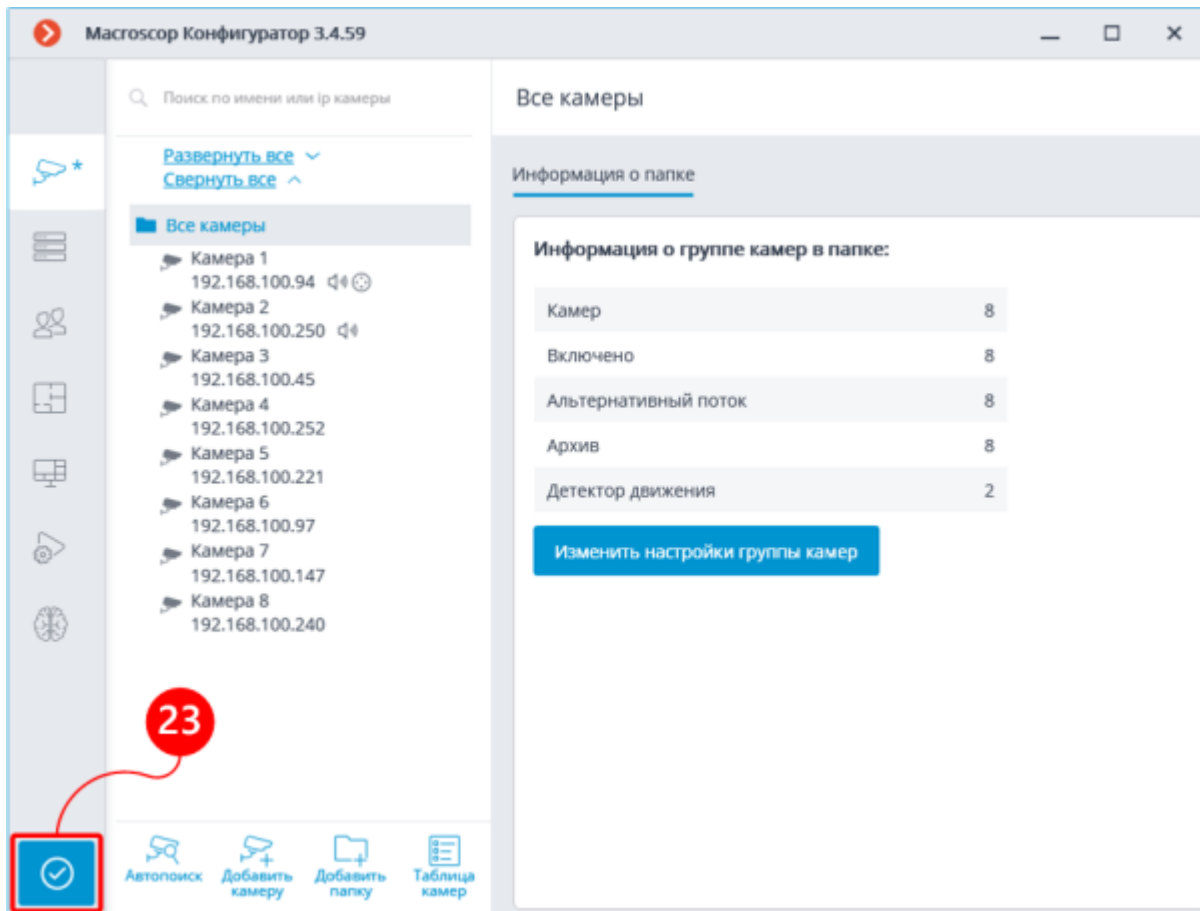 Macroscop Конфигуратор 3.4.59
Поиск по имени или ip камеры
Развернуть все
Свернуть все
Все камеры
Камера 1
192.168.100.94
Камера 2
192.168.100.250
Камера 3
192.168.100.45
Камера 4
192.168.100.252
Камера 5
192.168.100.221
Камера 6
192.168.100.97
Камера 7
192.168.100.147
Камера 8
192.168.100.240
23
Автопоиск
Добавить
камеру
Добавить
папку
Таблица
камер
Все камеры
Информация о папке
Информация о группе камер в папке:
Камер 8
Включено 8
Альтернативный поток 8
Архив 8
Детектор движения 2
Изменить настройки группы камер